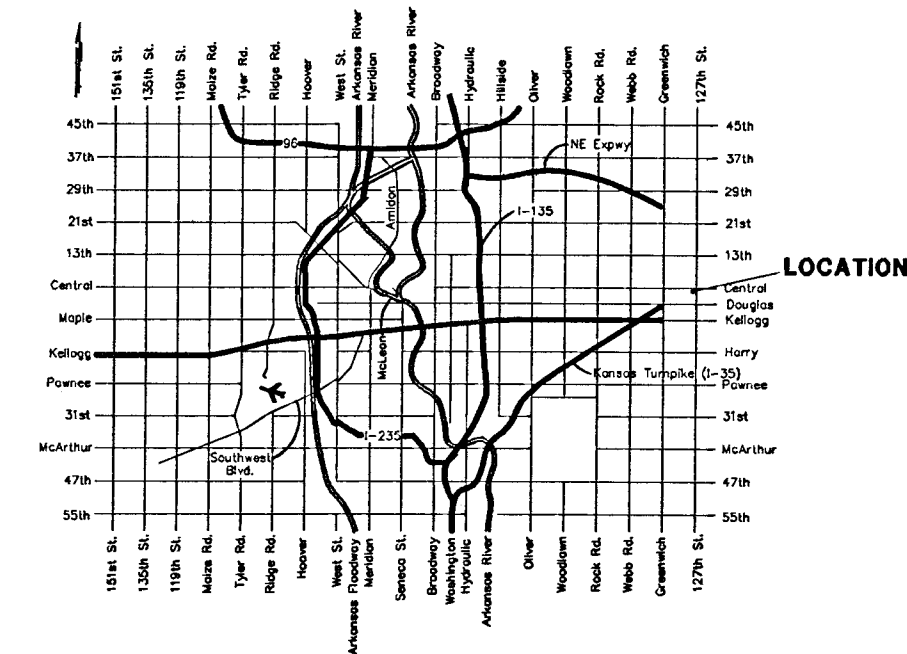 151st St.
135th St.
119th St.
Maize Rd.
Tyler Rd.
Ridge Rd.
Hoover
West St.
Arkansas River
Meridian
Arkansas River
Broadway
Hydraulic
Hillside
Oliver
Woodlawn
Rock Rd.
Webb Rd.
Greenwich
127th St.
45th
37th
29th
21st
13th
Central
Maple
Kellogg
Pawnee
31st
McArthur
47th
55th
96
NE Expwy
Amidon
I-135
LOCATION
McLean
Kansas Turnpike (I-35)
I-235
Southwest
Blvd.
45th
37th
29th
21st
13th
Central
Douglas
Kellogg
Harry
Pawnee
31st
McArthur
47th
55th
151st St.
135th St.
119th St.
Maize Rd.
Tyler Rd.
Ridge Rd.
Hoover
West St.
Arkansas Floodway
Meridian
Seneca St.
Broadway
Washington
Hydraulic
Arkansas River
Oliver
Woodlawn
Rock Rd.
Webb Rd.
Greenwich
127th St.